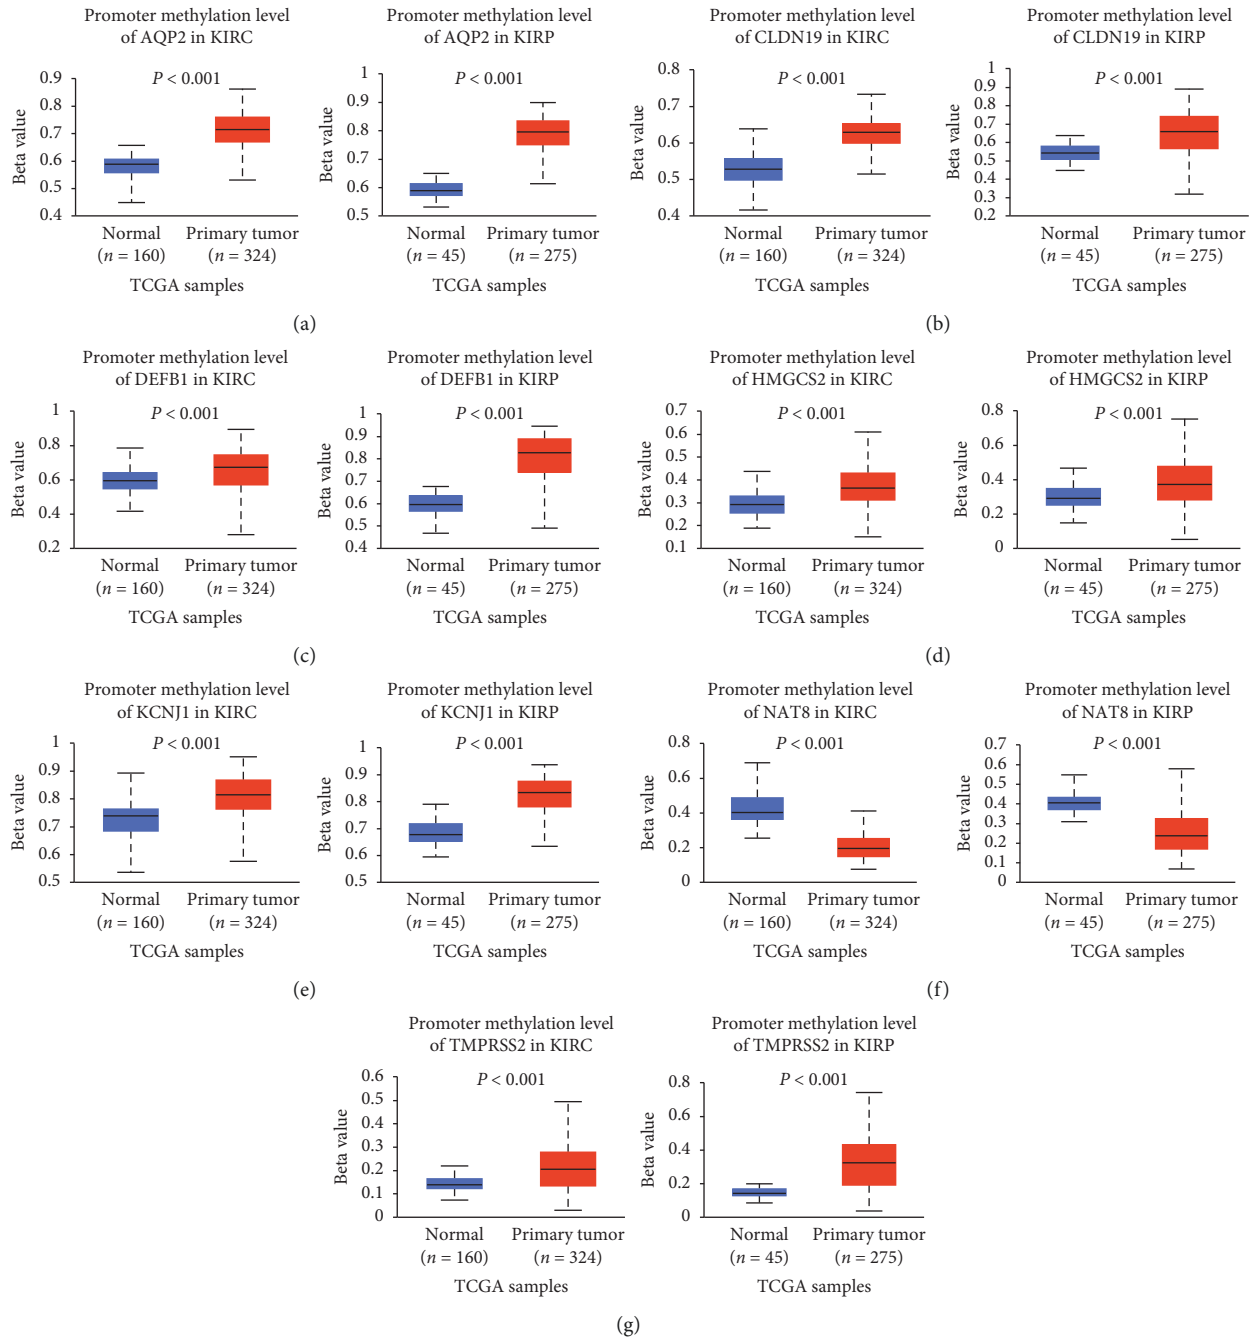 Promoter methylation level
of AQP2 in KIRC
P < 0.001
Beta value
0.9
0.8
0.7
0.6
0.5
0.4
Normal
(n = 160)
Primary tumor
(n = 324)
TCGA samples
Promoter methylation level
of AQP2 in KIRP
P < 0.001
Beta value
1
0.9
0.8
0.7
0.6
0.5
Normal
(n = 45)
Primary tumor
(n = 275)
TCGA samples
(a)
Promoter methylation level
of CLDN19 in KIRC
P < 0.001
Beta value
0.8
0.7
0.6
0.5
0.4
Normal
(n = 160)
Primary tumor
(n = 324)
TCGA samples
Promoter methylation level
of CLDN19 in KIRP
P < 0.001
Beta value
1
0.9
0.8
0.7
0.6
0.5
0.4
0.3
0.2
Normal
(n = 45)
Primary tumor
(n = 275)
TCGA samples
(b)
Promoter methylation level
of DEFB1 in KIRC
P < 0.001
Beta value
1
0.8
0.6
0.4
0.2
Normal
(n = 160)
Primary tumor
(n = 324)
TCGA samples
Promoter methylation level
of DEFB1 in KIRP
P < 0.001
Beta value
1
0.9
0.8
0.7
0.6
0.5
0.4
Normal
(n = 45)
Primary tumor
(n = 275)
TCGA samples
(c)
Promoter methylation level
of HMGCS2 in KIRC
P < 0.001
Beta value
0.7
0.6
0.5
0.4
0.3
0.2
0.1
Normal
(n = 160)
Primary tumor
(n = 324)
TCGA samples
Promoter methylation level
of HMGCS2 in KIRP
P < 0.001
Beta value
0.8
0.6
0.4
0.2
0
Normal
(n = 45)
Primary tumor
(n = 275)
TCGA samples
(d)
Promoter methylation level
of KCNJ1 in KIRC
P < 0.001
Beta value
1
0.9
0.8
0.7
0.6
0.5
Normal
(n = 160)
Primary tumor
(n = 324)
TCGA samples
Promoter methylation level
of KCNJ1 in KIRP
P < 0.001
Beta value
1
0.9
0.8
0.7
0.6
0.5
Normal
(n = 45)
Primary tumor
(n = 275)
TCGA samples
(e)
Promoter methylation level
of NAT8 in KIRC
P < 0.001
Beta value
0.8
0.6
0.4
0.2
0
Normal
(n = 160)
Primary tumor
(n = 324)
TCGA samples
Promoter methylation level
of NAT8 in KIRP
P < 0.001
Beta value
0.7
0.6
0.5
0.4
0.3
0.2
0.1
0
Normal
(n = 45)
Primary tumor
(n = 275)
TCGA samples
(f)
Promoter methylation level
of TMPRSS2 in KIRC
P < 0.001
Beta value
0.6
0.5
0.4
0.3
0.2
0.1
0
Normal
(n = 160)
Primary tumor
(n = 324)
TCGA samples
Promoter methylation level
of TMPRSS2 in KIRP
P < 0.001
Beta value
0.8
0.6
0.4
0.2
0
Normal
(n = 45)
Primary tumor
(n = 275)
TCGA samples
(g)